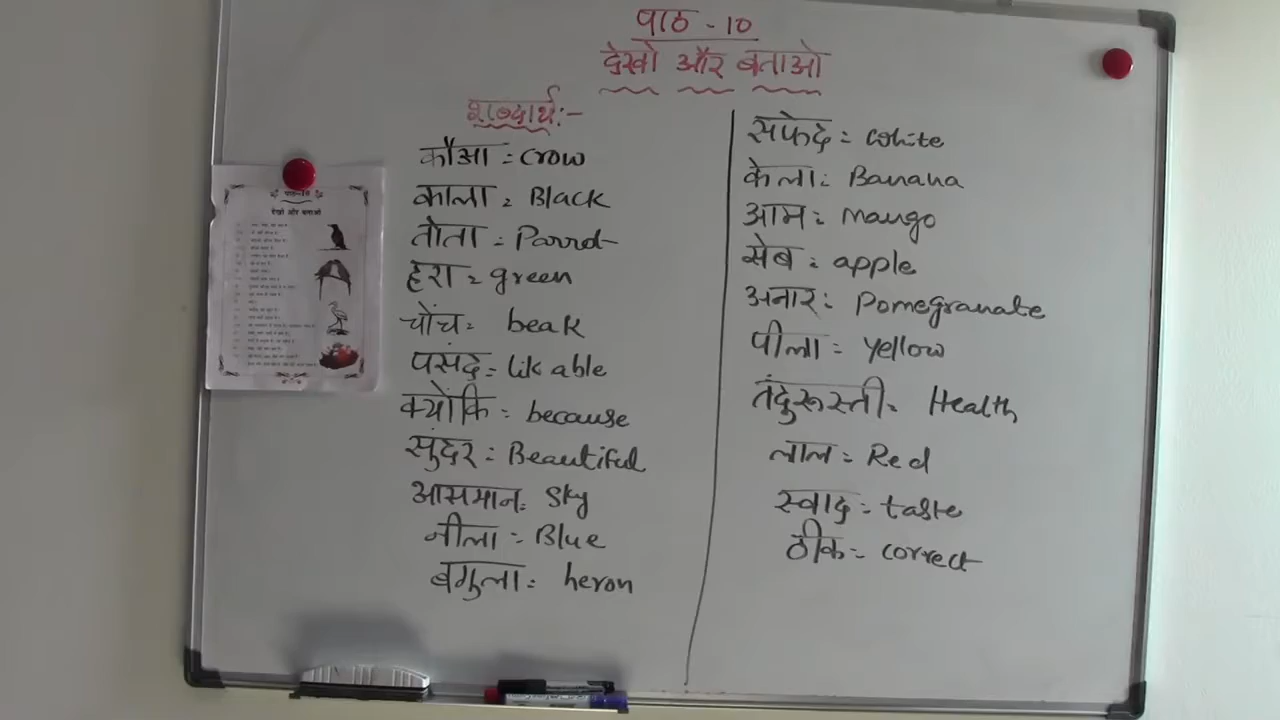 पाठ - 10
देखो और बताओ
शब्दार्थ :-
कौआ = Crow
काला = Black
तोता = Parrot
हरा = green
चोंच = beak
पसंद = likable
क्योंकि = because
सुंदर = Beautiful
आसमान = Sky
नीला = Blue
बगुला = heron
सफेद = White
केला = Banana
आम = mango
सेब = apple
अनार = Pomegranate
पीला = yellow
तंदुरूस्ती = Health
लाल = Red
स्वाद = taste
ठीक = correct
देखो और बताओ